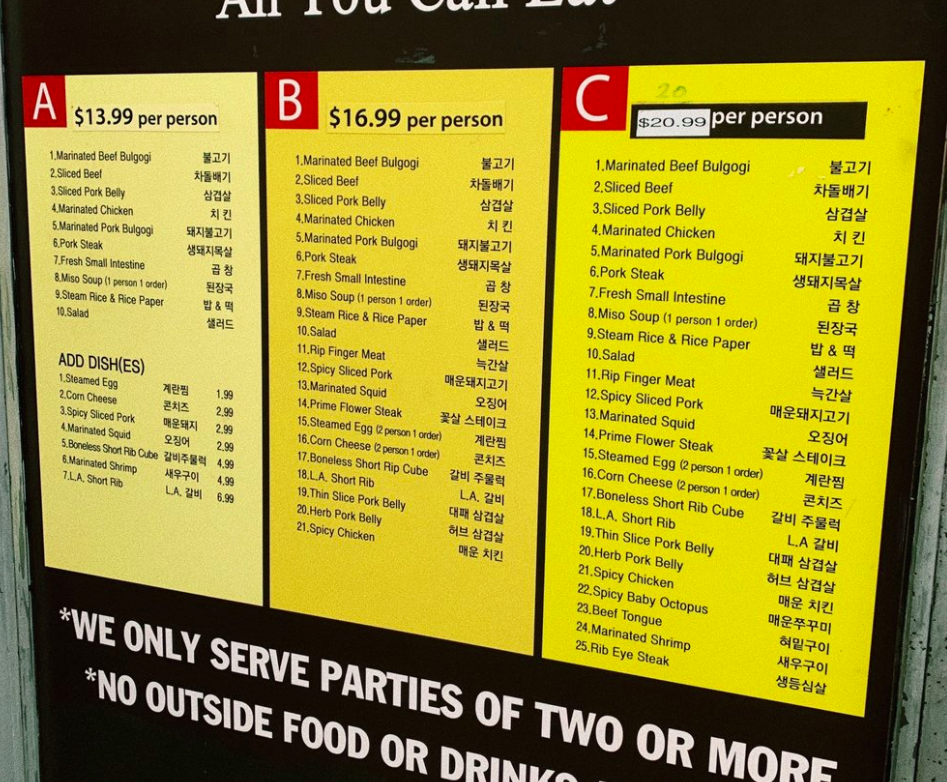 All You Can Eat
A
$13.99 per person
1.Marinated Beef Bulgogi 불고기
2.Sliced Beef 차돌배기
3.Sliced Pork Belly 삼겹살
4.Marinated Chicken 치 킨
5.Marinated Pork Bulgogi 돼지불고기
6.Pork Steak 생돼지목살
7.Fresh Small Intestine 곱 창
8.Miso Soup (1 person 1 order) 된장국
9.Steam Rice & Rice Paper 밥 & 떡
10.Salad 샐러드
ADD DISH(ES)
1.Steamed Egg 계란찜 1.99
2.Corn Cheese 콘치즈 2.99
3.Spicy Sliced Pork 매운돼지 2.99
4.Marinated Squid 오징어 2.99
5.Boneless Short Rib Cube 갈비주물럭 4.99
6.Marinated Shrimp 새우구이 4.99
7.L.A. Short Rib L.A. 갈비 6.99
B
$16.99 per person
1.Marinated Beef Bulgogi 불고기
2.Sliced Beef 차돌배기
3.Sliced Pork Belly 삼겹살
4.Marinated Chicken 치 킨
5.Marinated Pork Bulgogi 돼지불고기
6.Pork Steak 생돼지목살
7.Fresh Small Intestine 곱 창
8.Miso Soup (1 person 1 order) 된장국
9.Steam Rice & Rice Paper 밥 & 떡
10.Salad 샐러드
11.Rip Finger Meat 늑간살
12.Spicy Sliced Pork 매운돼지고기
13.Marinated Squid 오징어
14.Prime Flower Steak 꽃살 스테이크
15.Steamed Egg (2 person 1 order) 계란찜
16.Corn Cheese (2 person 1 order) 콘치즈
17.Boneless Short Rip Cube 갈비 주물럭
18.L.A. Short Rib L.A. 갈비
19.Thin Slice Pork Belly 대패 삼겹살
20.Herb Pork Belly 허브 삼겹살
21.Spicy Chicken 매운 치킨
C
20
$20.99 per person
1.Marinated Beef Bulgogi 불고기
2.Sliced Beef 차돌배기
3.Sliced Pork Belly 삼겹살
4.Marinated Chicken 치 킨
5.Marinated Pork Bulgogi 돼지불고기
6.Pork Steak 생돼지목살
7.Fresh Small Intestine 곱 창
8.Miso Soup (1 person 1 order) 된장국
9.Steam Rice & Rice Paper 밥 & 떡
10.Salad 샐러드
11.Rip Finger Meat 늑간살
12.Spicy Sliced Pork 매운돼지고기
13.Marinated Squid 오징어
14.Prime Flower Steak 꽃살 스테이크
15.Steamed Egg (2 person 1 order) 계란찜
16.Corn Cheese (2 person 1 order) 콘치즈
17.Boneless Short Rib Cube 갈비 주물럭
18.L.A. Short Rib L.A 갈비
19.Thin Slice Pork Belly 대패 삼겹살
20.Herb Pork Belly 허브 삼겹살
21.Spicy Chicken 매운 치킨
22.Spicy Baby Octopus 매운쭈꾸미
23.Beef Tongue 혀밑구이
24.Marinated Shrimp 새우구이
25.Rib Eye Steak 생등심살
*WE ONLY SERVE PARTIES OF TWO OR MORE
*NO OUTSIDE FOOD OR DRINKS